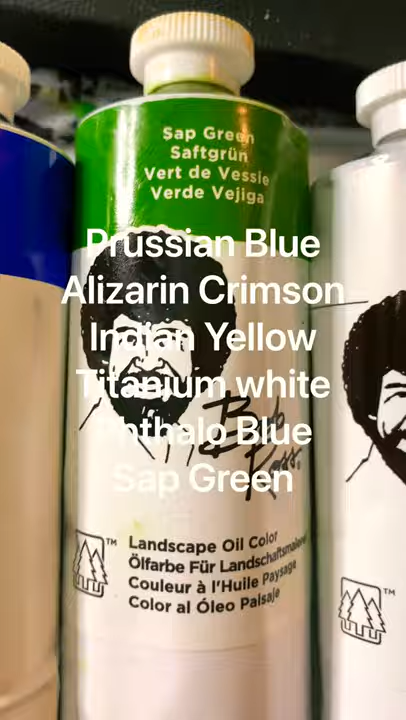 Sap Green
Saftgrün
Vert de Vessie
Verde Vejiga
Prussian Blue
Alizarin Crimson
Indian Yellow
Titanium white
Phthalo Blue
Sap Green
Bob
Ross.
TM
Landscape Oil Color
Ölfarbe Für Landschaftsmalerei
Couleur à l'Huile Paysage
Color al Óleo Paisaje
TM